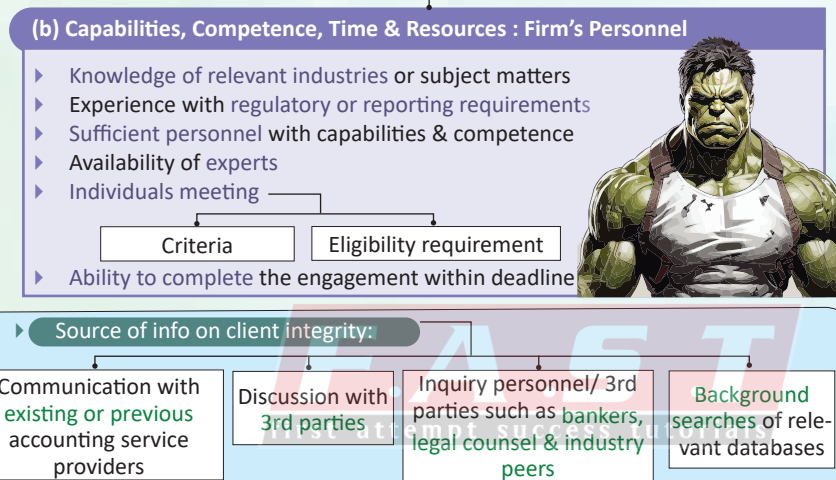 (b) Capabilities, Competence, Time & Resources : Firm's Personnel
Knowledge of relevant industries or subject matters
Experience with regulatory or reporting requirements
Sufficient personnel with capabilities & competence
Availability of experts
Individuals meeting
Criteria
Eligibility requirement
Ability to complete the engagement within deadline
Source of info on client integrity:
Communication with
existing or previous
accounting service
providers
Discussion with
3rd parties
Inquiry personnel/ 3rd
parties such as bankers,
legal counsel & industry
peers
Background
searches of rele-
vant databases
F.A.S.T
first attempt success tutorials